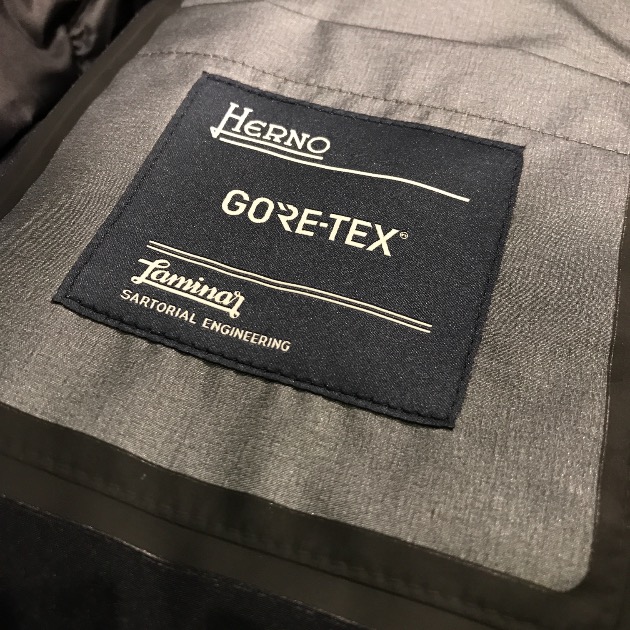 HERNO
GORE-TEX®
Laminar
SARTORIAL ENGINEERING